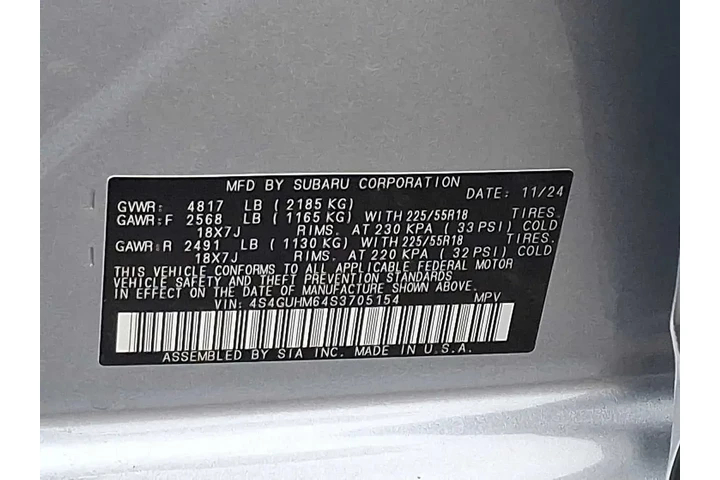 MFD BY SUBARU CORPORATION DATE: 11/24
GVWR: 4817 LB ( 2185 KG)
GAWR:F 2568 LB ( 1165 KG) WITH 225/55R18 TIRES.
18X7J RIMS. AT 230 KPA ( 33 PSI) COLD
GAWR:R 2491 LB ( 1130 KG) WITH 225/55R18 TIRES.
18X7J RIMS. AT 220 KPA ( 32 PSI) COLD
THIS VEHICLE CONFORMS TO ALL APPLICABLE FEDERAL MOTOR
VEHICLE SAFETY AND THEFT PREVENTION STANDARDS
IN EFFECT ON THE DATE OF MANUFACTURE SHOWN ABOVE.
VIN: 4S4GUHM64S3705154 MPV
ASSEMBLED BY SIA INC. MADE IN U.S.A.